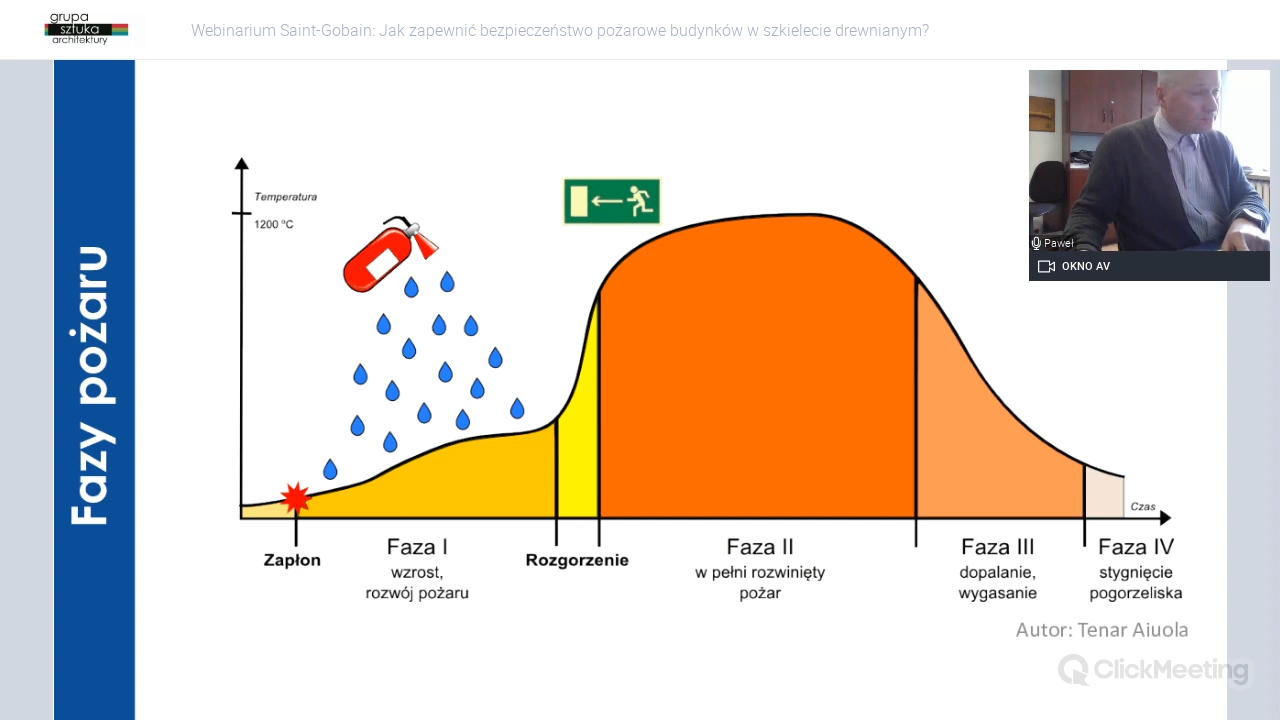 grupa
sztuka
architektury
Webinarium Saint-Gobain: Jak zapewnić bezpieczeństwo pożarowe budynków w szkielecie drewnianym?
Fazy pożaru
Temperatura
1200 °C
Paweł
OKNO AV
Czas
Zapłon
Faza I
wzrost,
rozwój pożaru
Rozgorzenie
Faza II
w pełni rozwinięty
pożar
Faza III
dopalanie,
wygasanie
Faza IV
stygnięcie
pogorzeliska
Autor: Tenar Aiuola
ClickMeeting